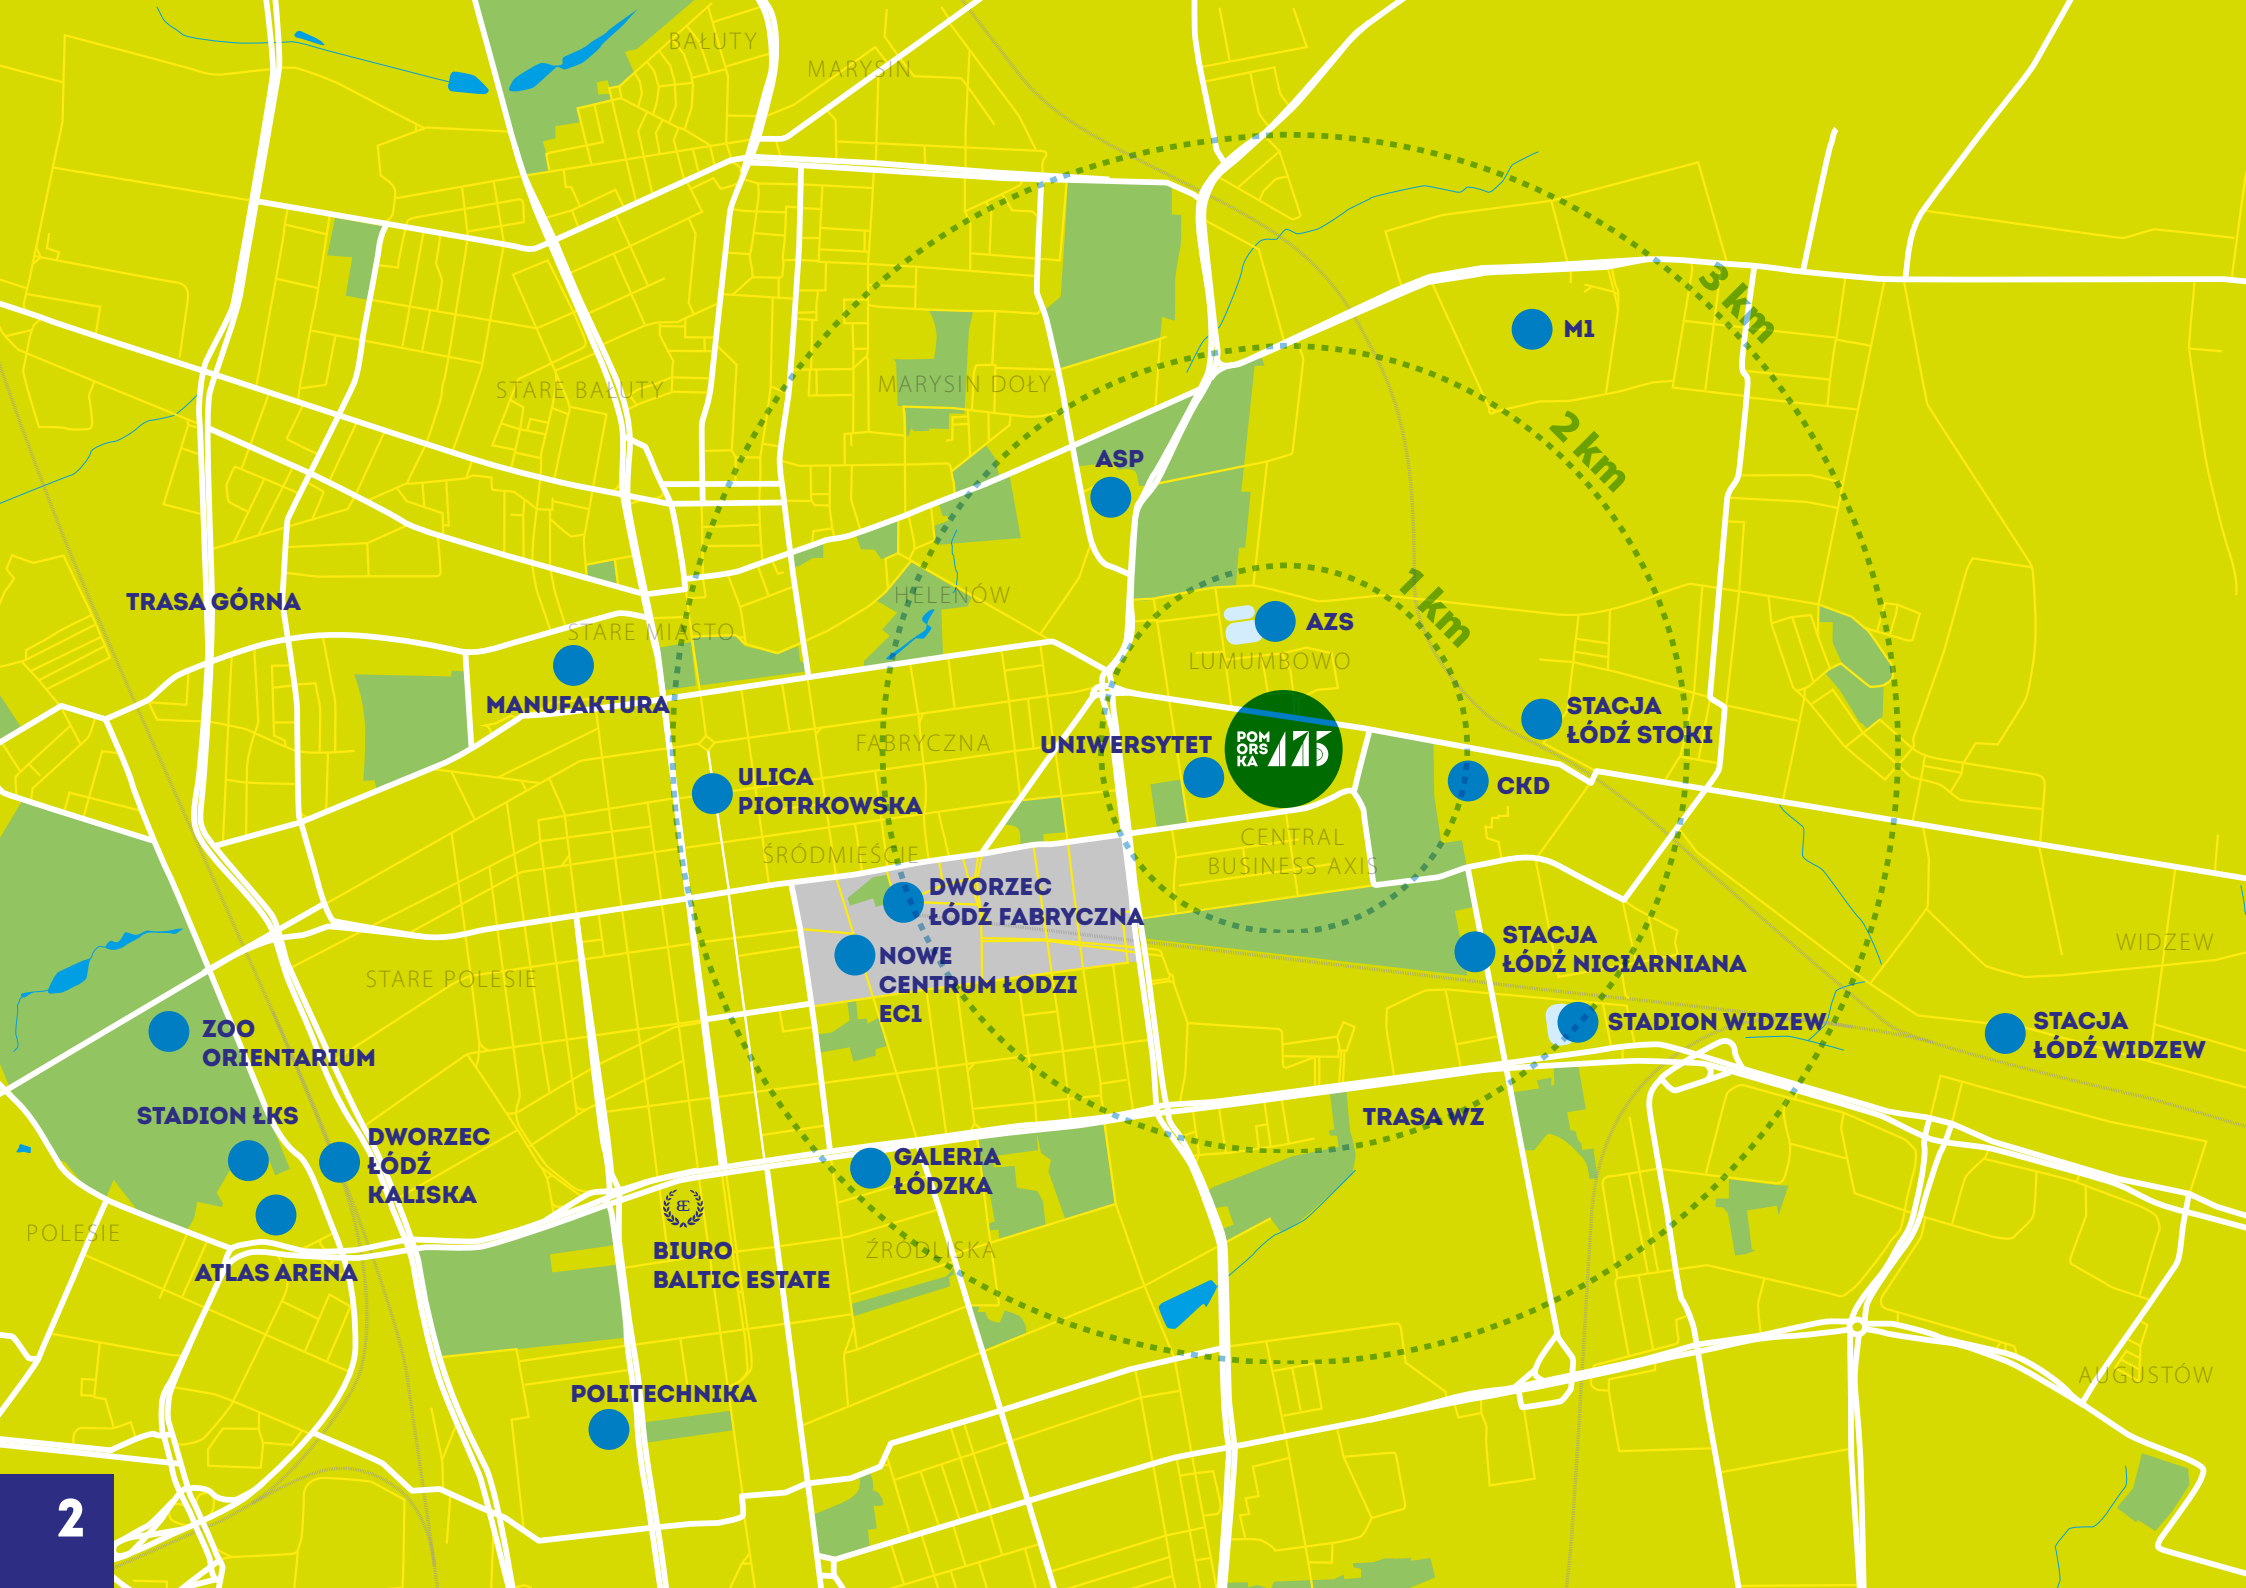 BAŁUTY
MARYSIN
3 km
M1
STARE BAŁUTY
MARYSIN DOŁY
2 km
ASP
1 km
HELENÓW
TRASA GÓRNA
AZS
STARE MIASTO
LUMUMBOWO
MANUFAKTURA
STACJA
ŁÓDŹ STOKI
FABRYCZNA
UNIWERSYTET
POM
ORS
KA
175
ULICA
PIOTRKOWSKA
CKD
CENTRAL
BUSINESS AXIS
ŚRÓDMIEŚCIE
DWORZEC
ŁÓDŹ FABRYCZNA
STACJA
ŁÓDŹ NICIARNIANA
WIDZEW
NOWE
CENTRUM ŁODZI
EC1
STARE POLESIE
ZOO
ORIENTARIUM
STADION WIDZEW
STACJA
ŁÓDŹ WIDZEW
STADION ŁKS
TRASA WZ
DWORZEC
ŁÓDŹ
KALISKA
GALERIA
ŁÓDZKA
POLESIE
BE
BIURO
BALTIC ESTATE
ŹRÓDLISKA
ATLAS ARENA
AUGUSTÓW
POLITECHNIKA
2